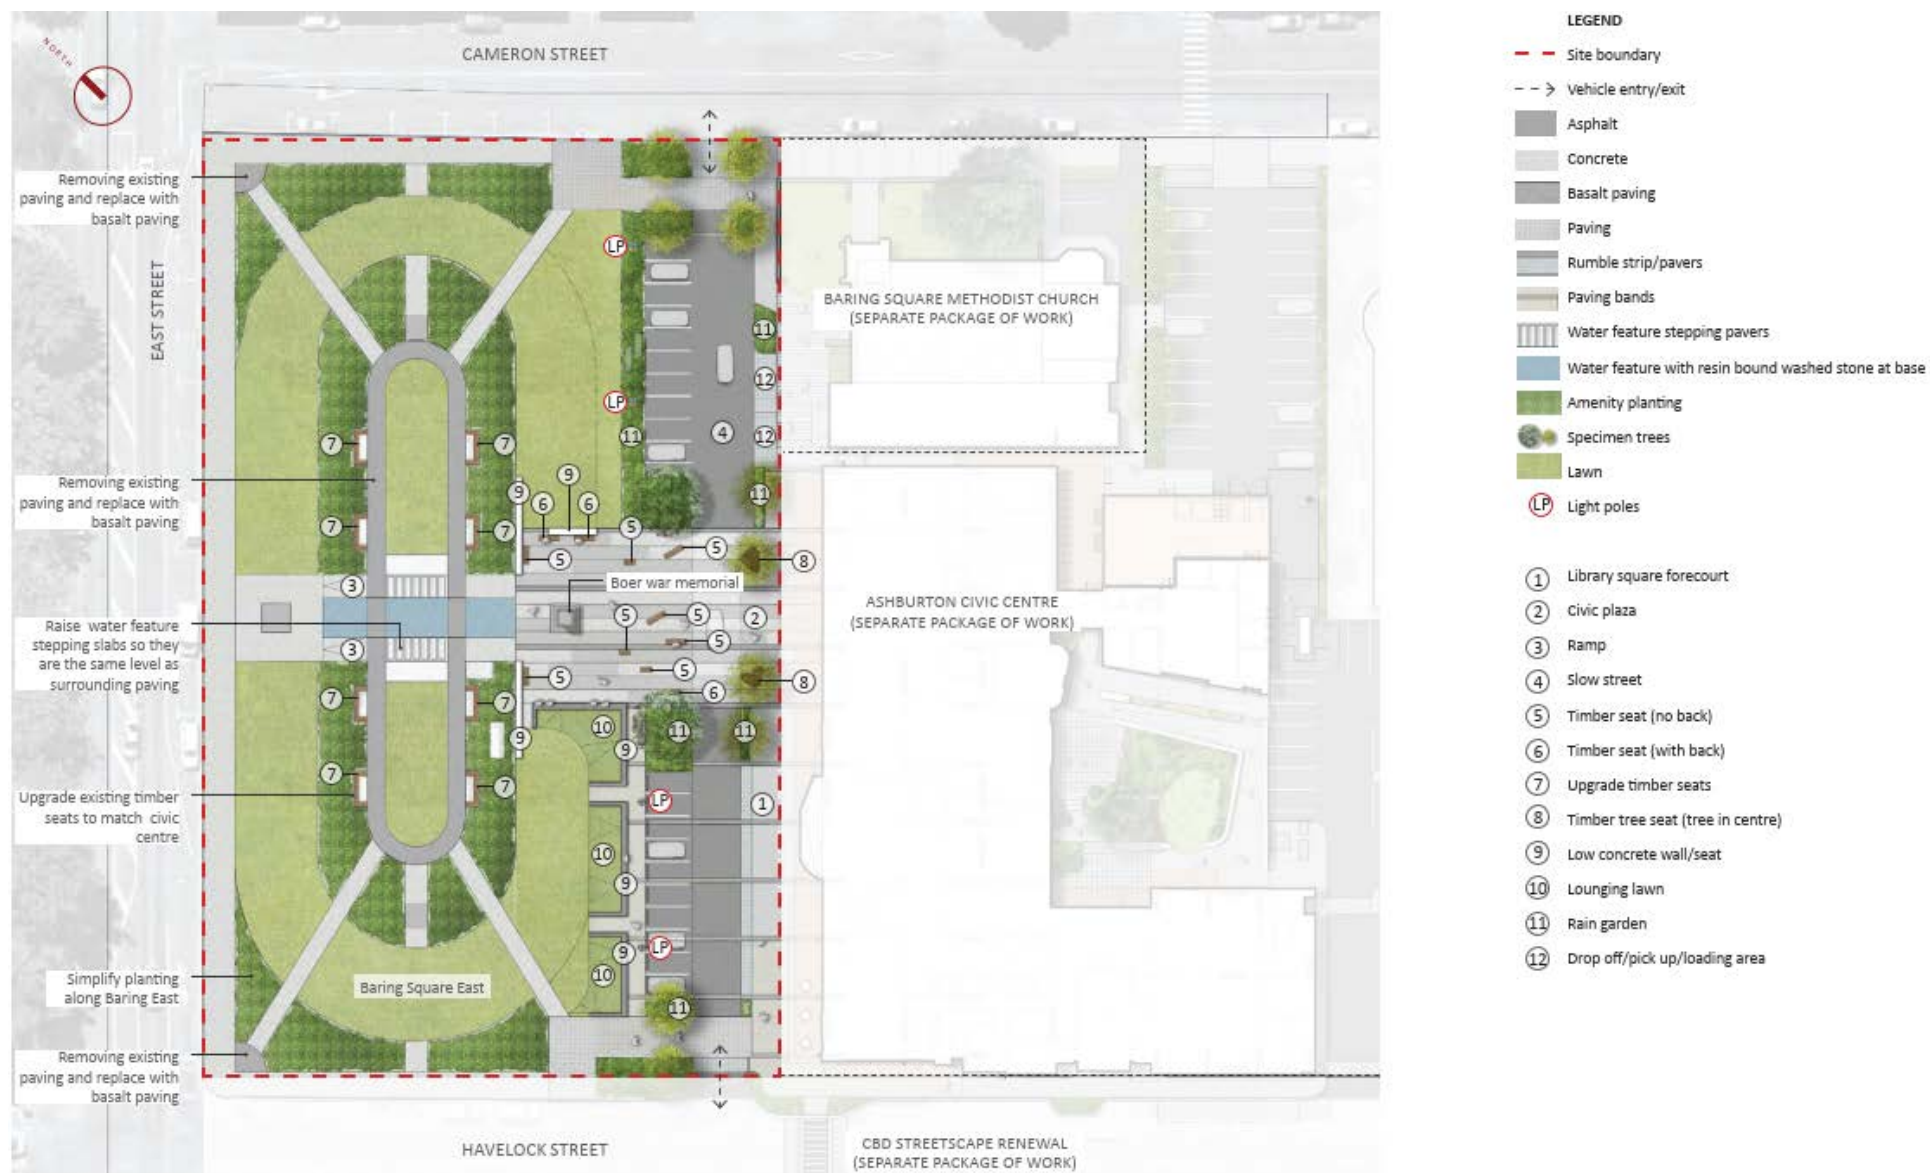 NORTH
CAMERON STREET
EAST STREET
Removing existing
paving and replace with
basalt paving
Removing existing
paving and replace with
basalt paving
Raise water feature
stepping slabs so they
are the same level as
surrounding paving
Upgrade existing timber
seats to match civic
centre
Simplify planting
along Baring East
Removing existing
paving and replace with
basalt paving
LP
LP
11
12
11
4
12
7
7
9
9
6
6
11
7
7
5
5
5
8
3
Boer war memorial
5
5
2
3
5
5
5
8
6
7
7
9
10
9
11
11
7
7
LP
1
10
9
9
LP
10
11
Baring Square East
BARING SQUARE METHODIST CHURCH
(SEPARATE PACKAGE OF WORK)
ASHBURTON CIVIC CENTRE
(SEPARATE PACKAGE OF WORK)
HAVELOCK STREET
CBD STREETSCAPE RENEWAL
(SEPARATE PACKAGE OF WORK)
LEGEND
Site boundary
Vehicle entry/exit
Asphalt
Concrete
Basalt paving
Paving
Rumble strip/pavers
Paving bands
Water feature stepping pavers
Water feature with resin bound washed stone at base
Amenity planting
Specimen trees
Lawn
LP Light poles
1 Library square forecourt
2 Civic plaza
3 Ramp
4 Slow street
5 Timber seat (no back)
6 Timber seat (with back)
7 Upgrade timber seats
8 Timber tree seat (tree in centre)
9 Low concrete wall/seat
10 Lounging lawn
11 Rain garden
12 Drop off/pick up/loading area